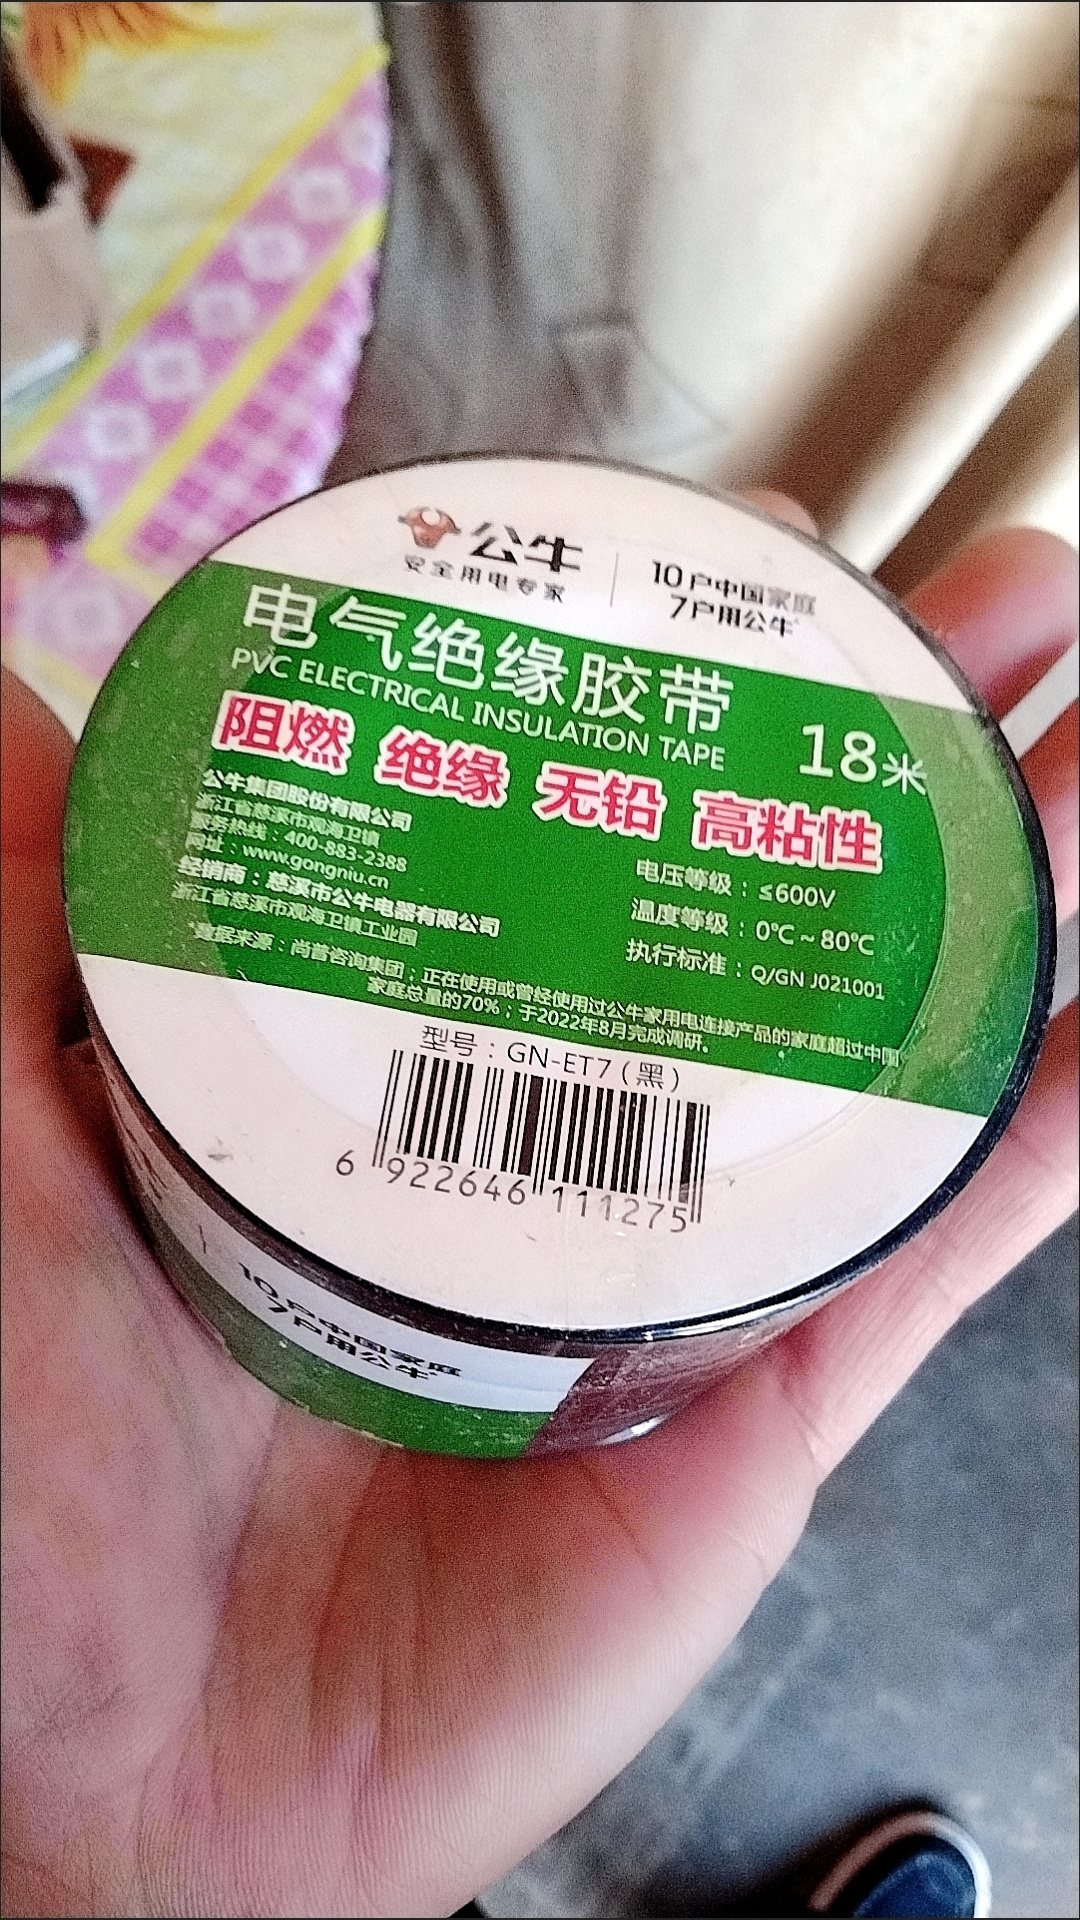 公牛
安全用电专家
10户中国家庭
7户用公牛*
电气绝缘胶带
PVC ELECTRICAL INSULATION TAPE
18米
阻燃 绝缘 无铅 高粘性
公牛集团股份有限公司
浙江省慈溪市观海卫镇
服务热线：400-883-2388
网址：www.gongniu.cn
经销商：慈溪市公牛电器有限公司
浙江省慈溪市观海卫镇工业园
电压等级：≤600V
温度等级：0℃～80℃
执行标准：Q/GN J021001
*数据来源：尚普咨询集团；正在使用或曾经使用过公牛家用电连接产品的家庭超过中国
家庭总量的70%；于2022年8月完成调研。
型号：GN-ET7（黑）
6 922646 111275
10户中国家庭
7户用公牛*